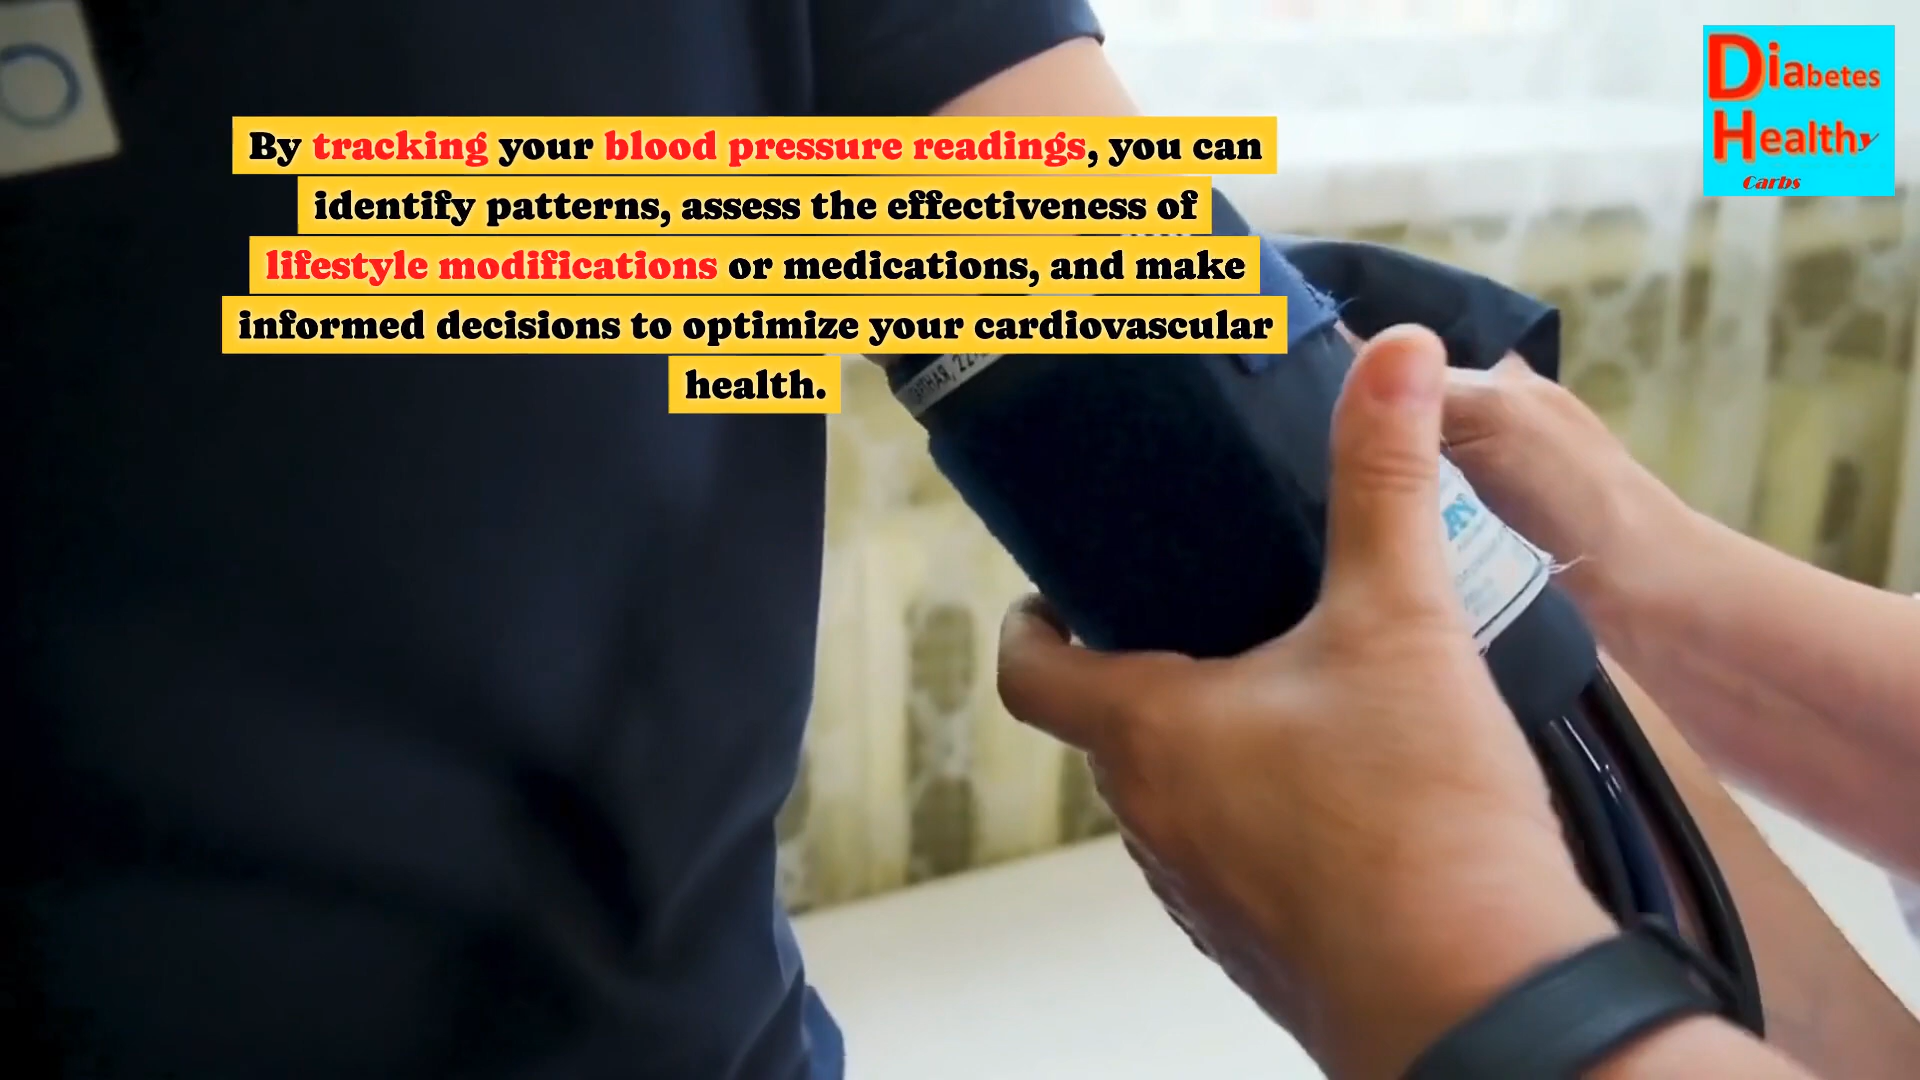 By tracking your blood pressure readings, you can
identify patterns, assess the effectiveness of
lifestyle modifications or medications, and make
informed decisions to optimize your cardiovascular
health.
Diabetes
Healthy
Carbs